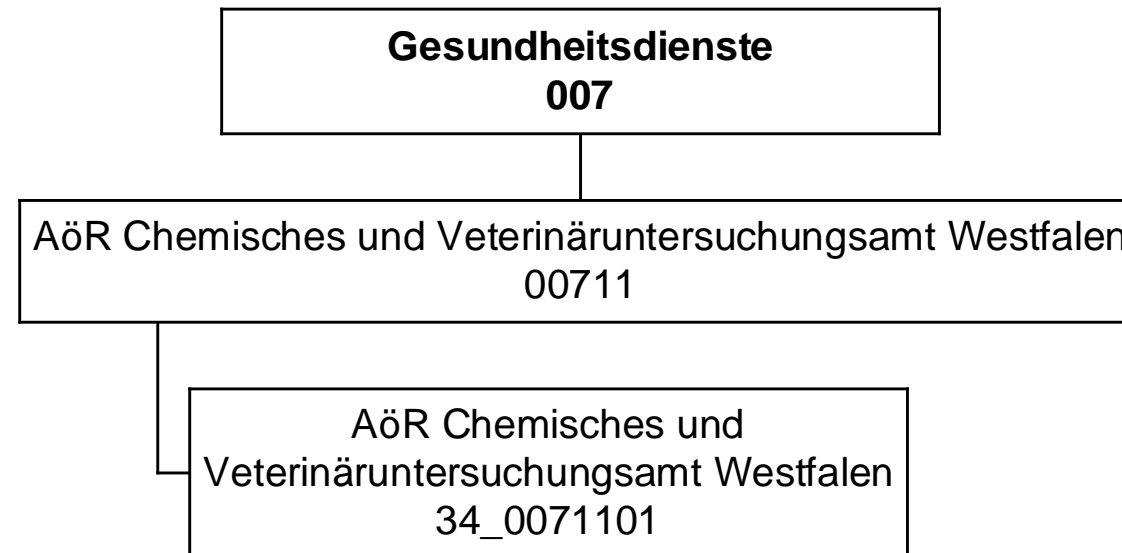 Gesundheitsdienste
007
AöR Chemisches und Veterinäruntersuchungsamt Westfalen
00711
AöR Chemisches und
Veterinäruntersuchungsamt Westfalen
34_0071101